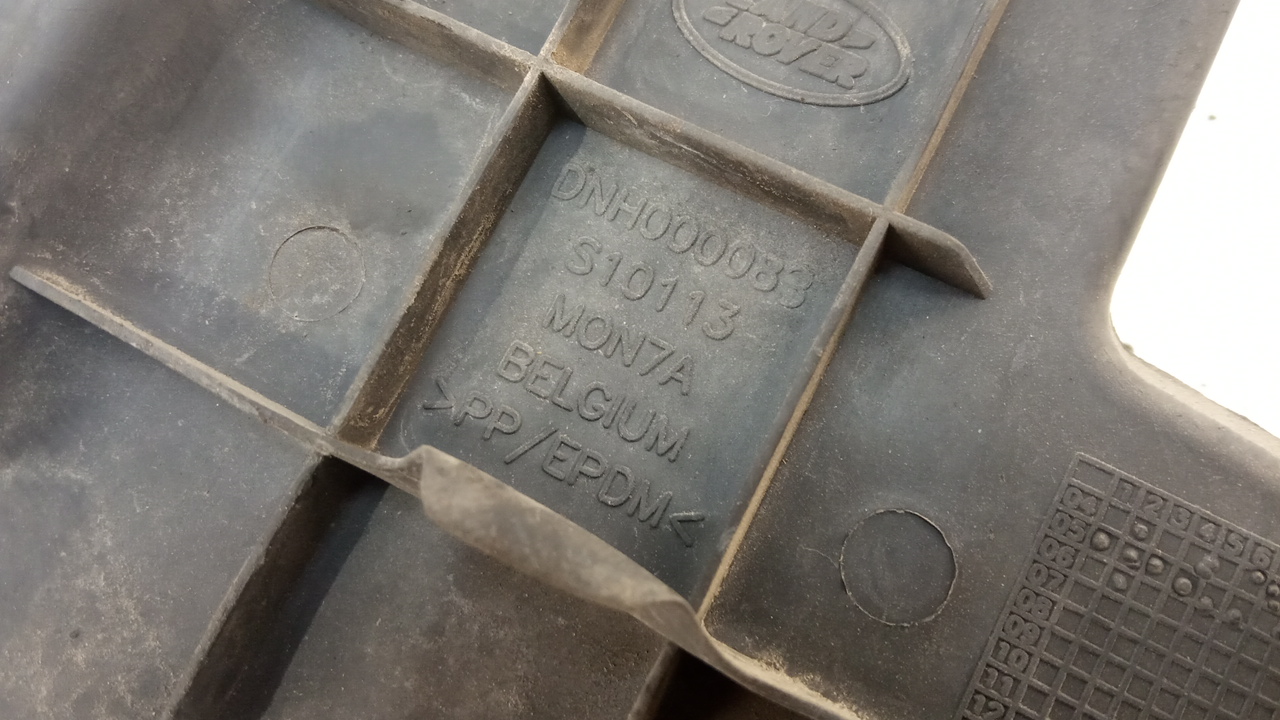 LAND-
ROVER
DNH000083
S10113
MON7A
BELGIUM
>PP/EPDM<
1 2 3 4 5 6
04
05
06
07
08
09
10
11
12